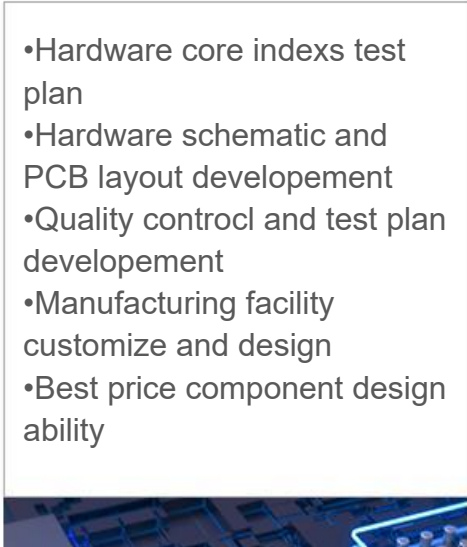 •Hardware core indexs test
plan
•Hardware schematic and
PCB layout developement
•Quality controcl and test plan
developement
•Manufacturing facility
customize and design
•Best price component design
ability